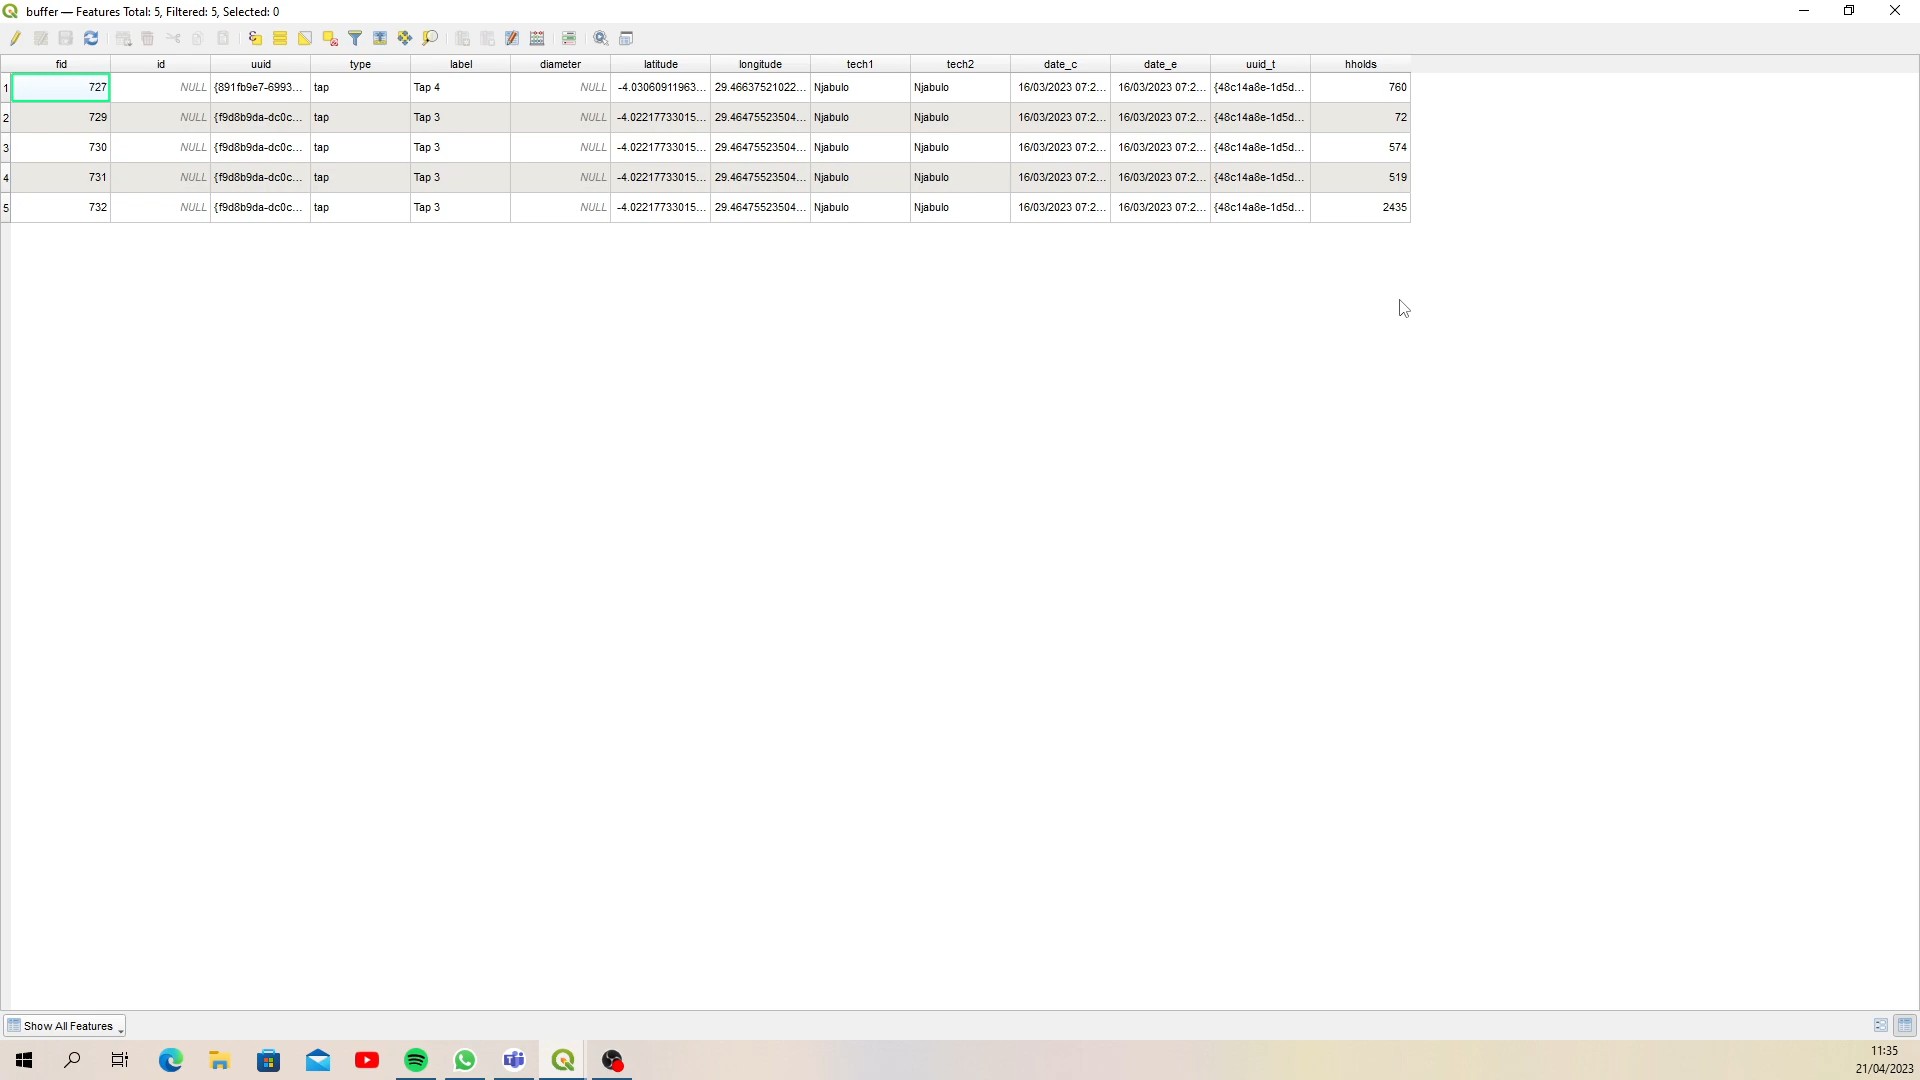 buffer — Features Total: 5, Filtered: 5, Selected: 0
fid id uuid type label diameter latitude longitude tech1 tech2 date_c date_e uuid_t hholds
1 727 NULL {891fb9e7-6993... tap Tap 4 NULL -4.03060911963... 29.46637521022... Njabulo Njabulo 16/03/2023 07:2... 16/03/2023 07:2... {48c14a8e-1d5d... 760
2 729 NULL {f9d8b9da-dc0c... tap Tap 3 NULL -4.02217733015... 29.46475523504... Njabulo Njabulo 16/03/2023 07:2... 16/03/2023 07:2... {48c14a8e-1d5d... 72
3 730 NULL {f9d8b9da-dc0c... tap Tap 3 NULL -4.02217733015... 29.46475523504... Njabulo Njabulo 16/03/2023 07:2... 16/03/2023 07:2... {48c14a8e-1d5d... 574
4 731 NULL {f9d8b9da-dc0c... tap Tap 3 NULL -4.02217733015... 29.46475523504... Njabulo Njabulo 16/03/2023 07:2... 16/03/2023 07:2... {48c14a8e-1d5d... 519
5 732 NULL {f9d8b9da-dc0c... tap Tap 3 NULL -4.02217733015... 29.46475523504... Njabulo Njabulo 16/03/2023 07:2... 16/03/2023 07:2... {48c14a8e-1d5d... 2435
Show All Features
11:35
21/04/2023